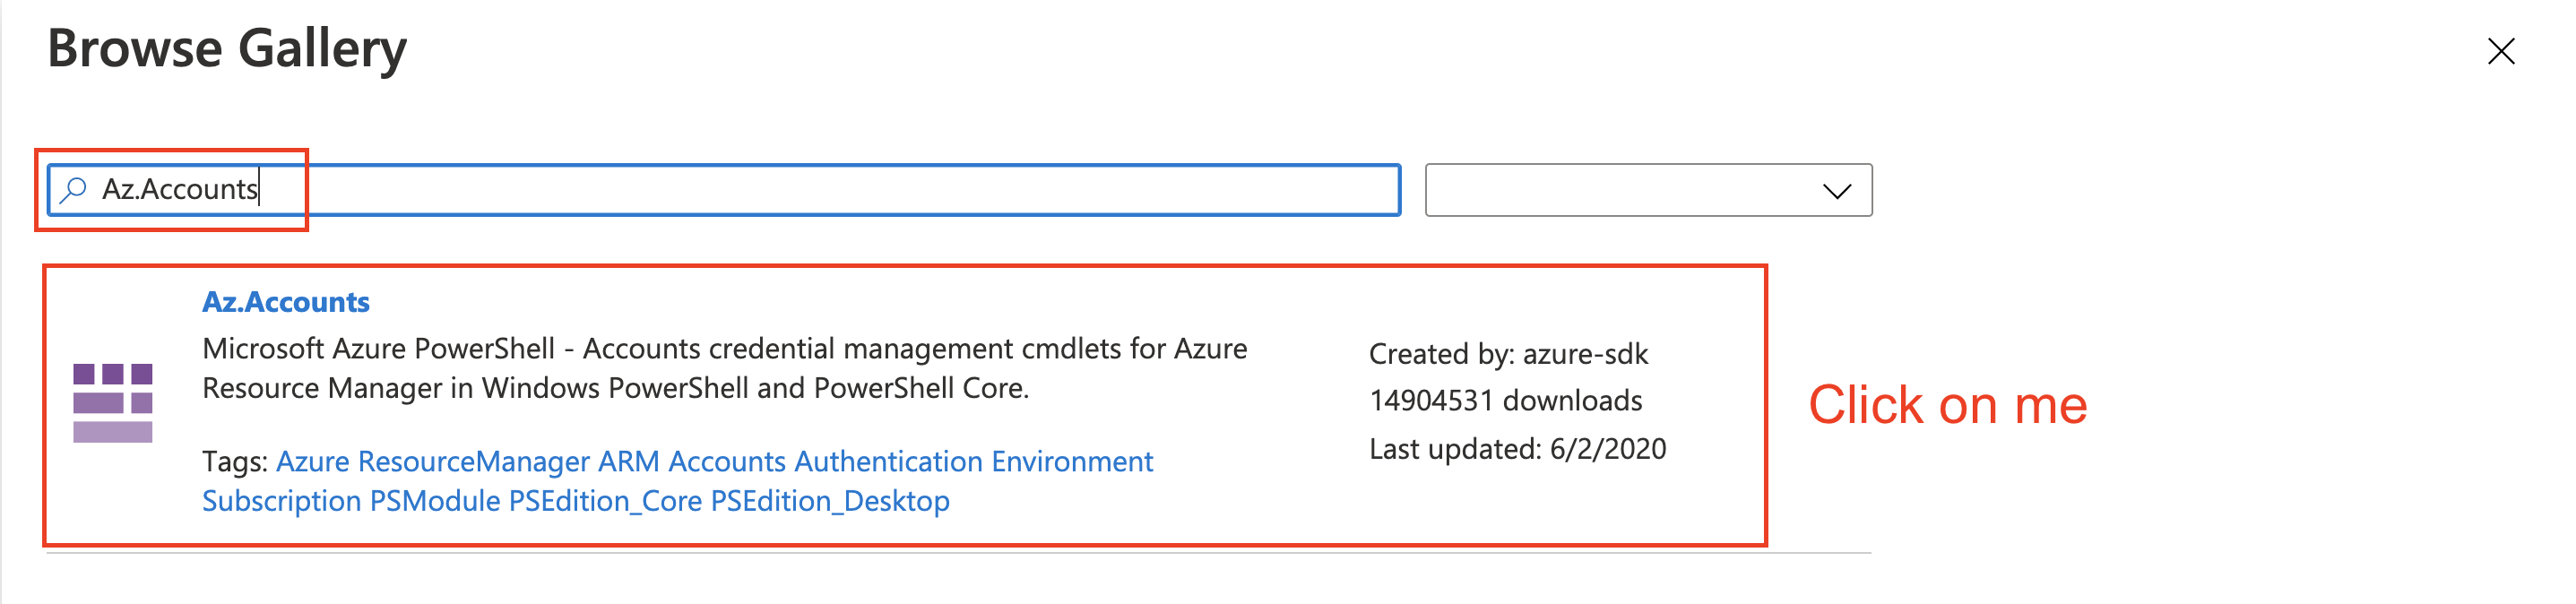 Browse Gallery
Az.Accounts
Az.Accounts
Microsoft Azure PowerShell - Accounts credential management cmdlets for Azure
Resource Manager in Windows PowerShell and PowerShell Core.
Tags: Azure ResourceManager ARM Accounts Authentication Environment
Subscription PSModule PSEdition_Core PSEdition_Desktop
Created by: azure-sdk
14904531 downloads
Last updated: 6/2/2020
Click on me